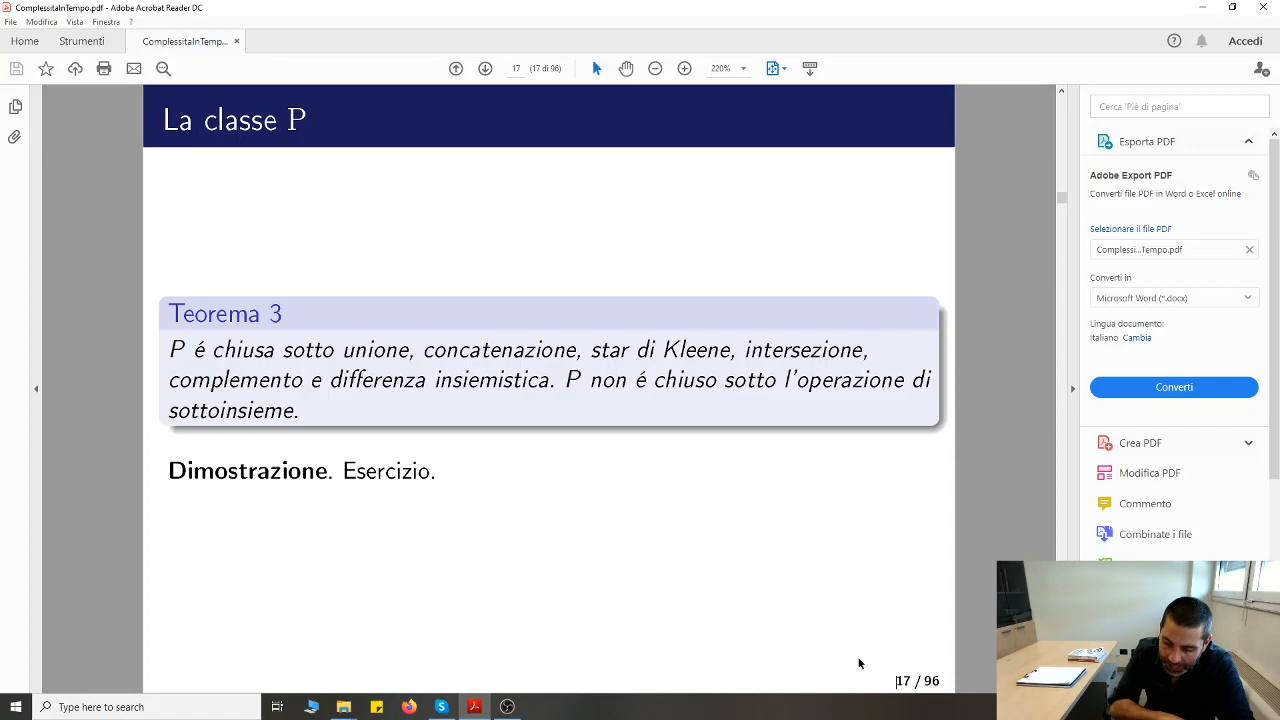 ComplessitaInTempo.pdf - Adobe Acrobat Reader DC
File Modifica Vista Finestra ?
Home Strumenti ComplessitaInTemp... × Accedi
17 (17 di 96) 220%
La classe P
Teorema 3
P é chiusa sotto unione, concatenazione, star di Kleene, intersezione,
complemento e differenza insiemistica. P non é chiuso sotto l'operazione di
sottoinsieme.
Dimostrazione. Esercizio.
17 / 96
Cerca 'Piè di pagina'
Esporta PDF
Adobe Export PDF
Converti file PDF in Word o Excel online
Selezionare il file PDF
Complessi...Tempo.pdf
Converti in
Microsoft Word (*.docx)
Lingua documento:
Italiano Cambia
Converti
Crea PDF
Modifica PDF
Commento
Combinate i file
Type here to search